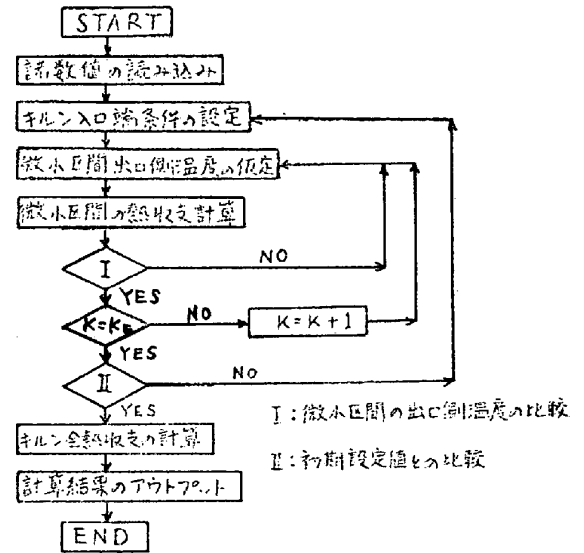 START
諸数値の読み込み
キルン入口端条件の設定
微小区間出口側温度の仮定
微小区間の熱収支計算
I
NO
YES
K=KE
NO
K=K+1
YES
II
NO
YES
I:微小区間の出口側温度の比較
キルン全熱収支の計算
II:初期設定値との比較
計算結果のアウトプット
END